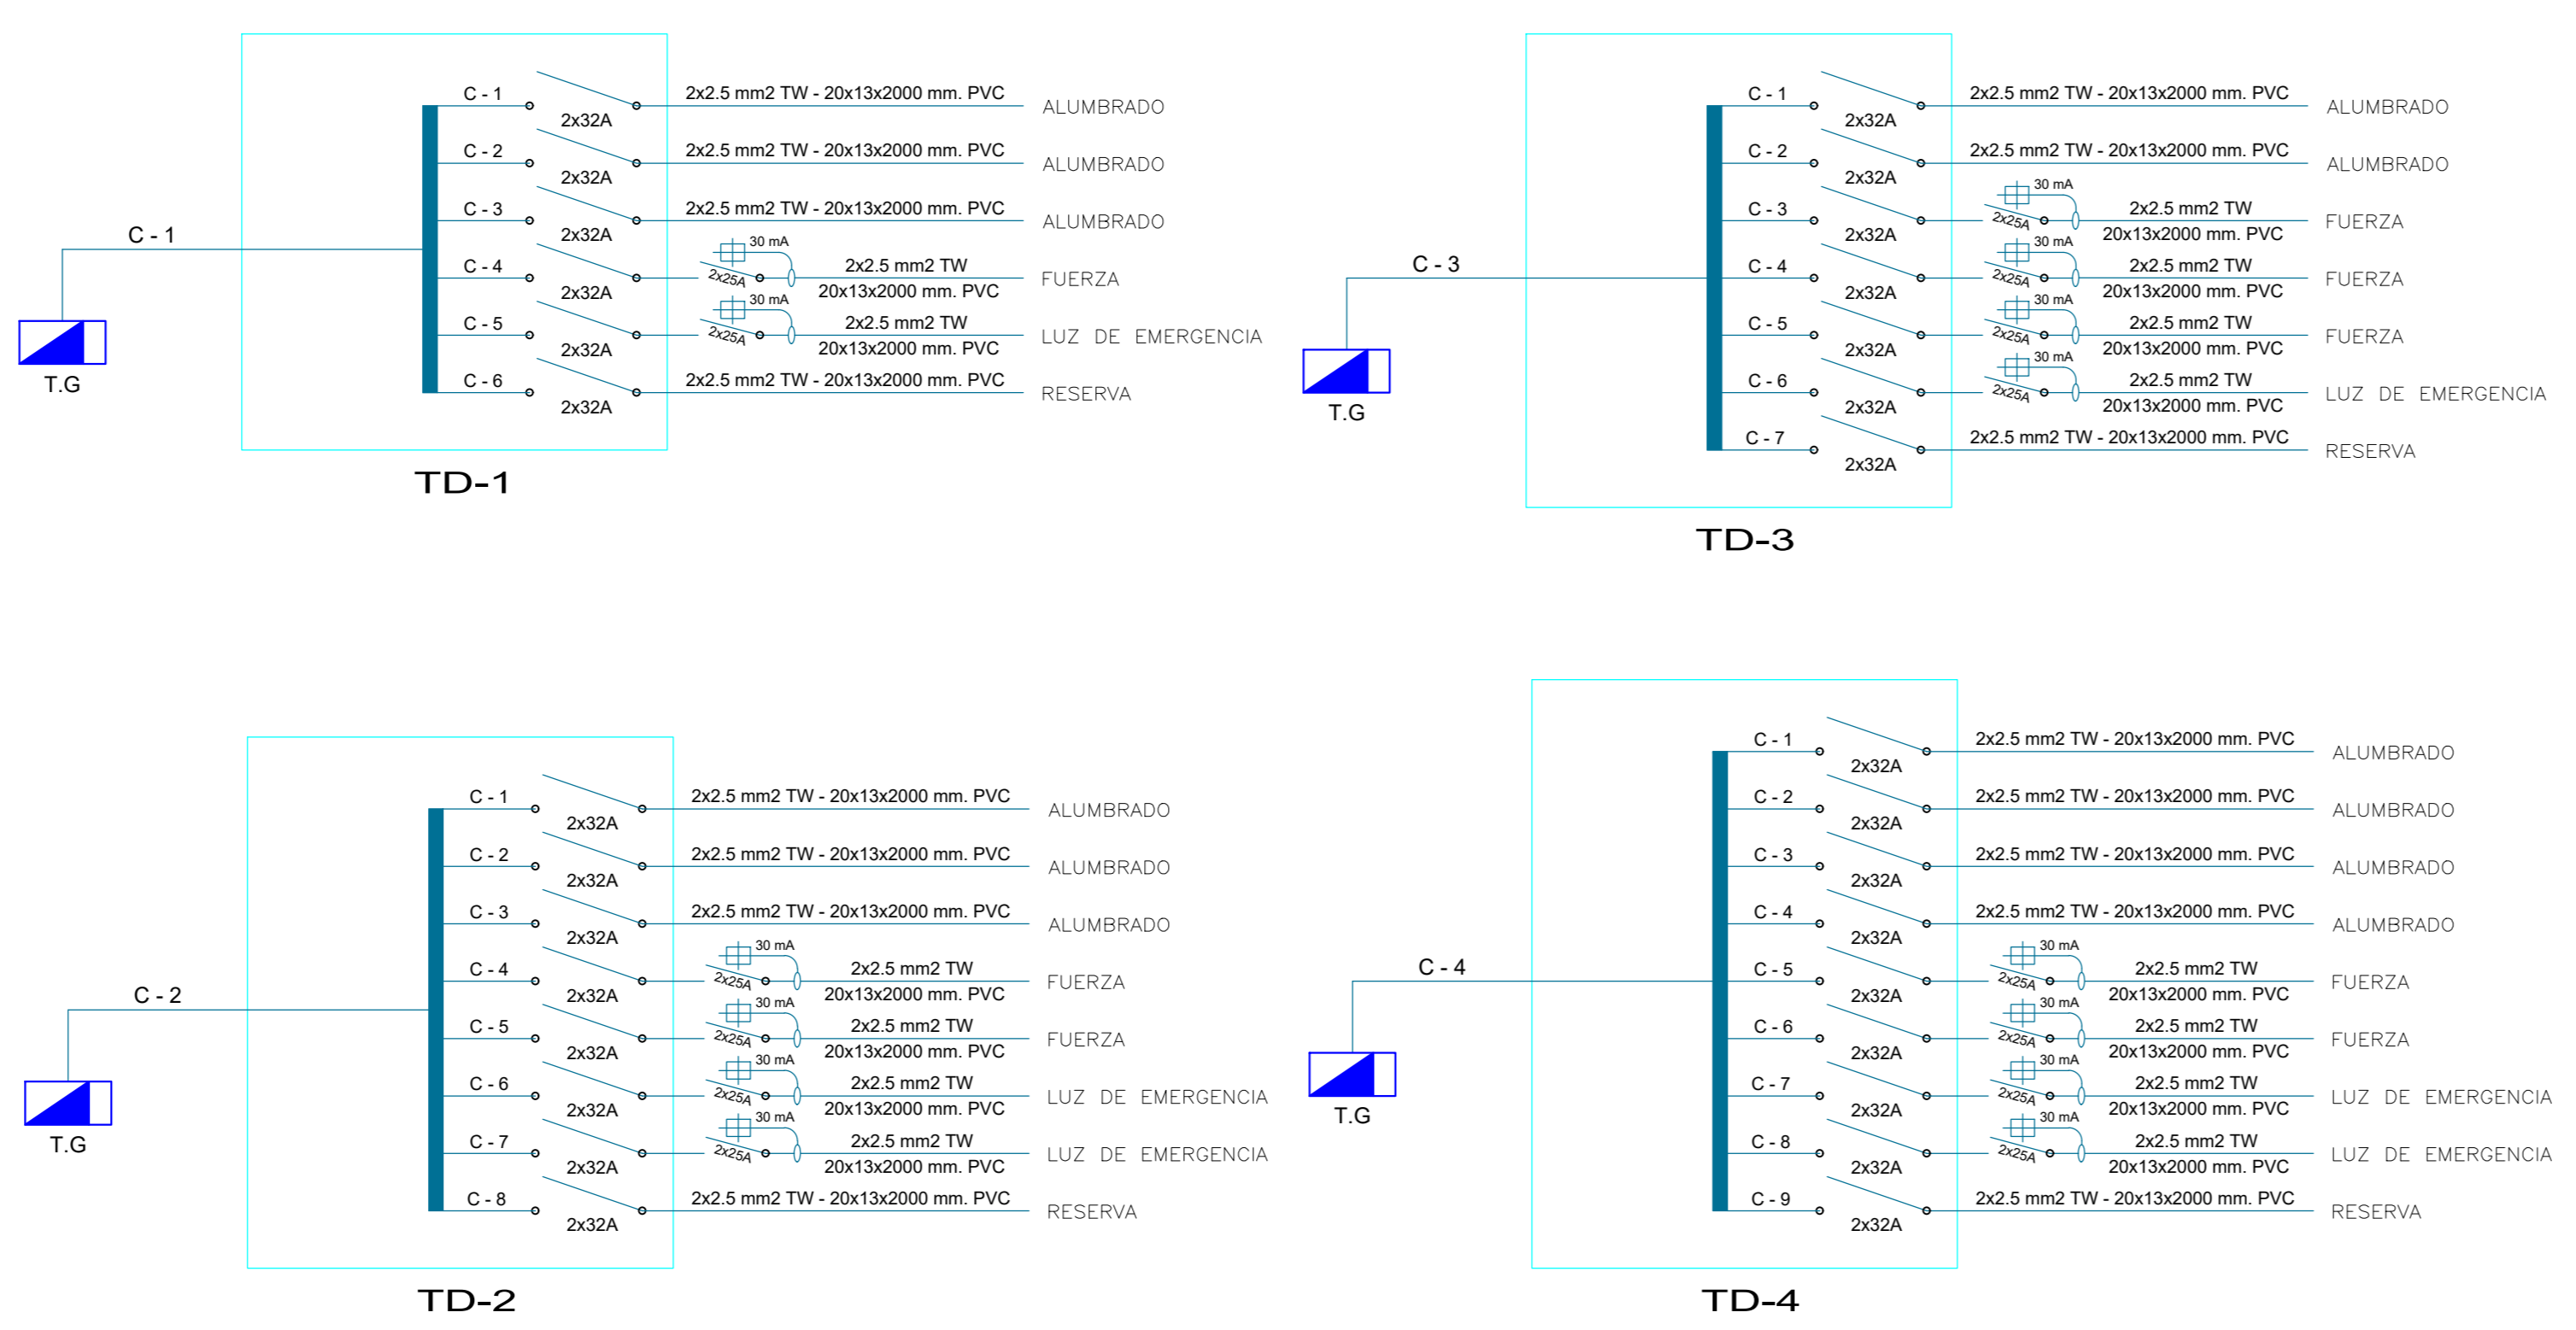 C - 1
T.G
C - 1
2x32A
2x2.5 mm2 TW - 20x13x2000 mm. PVC
ALUMBRADO
C - 2
2x32A
2x2.5 mm2 TW - 20x13x2000 mm. PVC
ALUMBRADO
C - 3
2x32A
2x2.5 mm2 TW - 20x13x2000 mm. PVC
ALUMBRADO
C - 4
2x32A
30 mA
2x25A
2x2.5 mm2 TW
20x13x2000 mm. PVC
FUERZA
C - 5
2x32A
30 mA
2x25A
2x2.5 mm2 TW
20x13x2000 mm. PVC
LUZ DE EMERGENCIA
C - 6
2x32A
2x2.5 mm2 TW - 20x13x2000 mm. PVC
RESERVA
TD-1
C - 3
T.G
C - 1
2x32A
2x2.5 mm2 TW - 20x13x2000 mm. PVC
ALUMBRADO
C - 2
2x32A
2x2.5 mm2 TW - 20x13x2000 mm. PVC
ALUMBRADO
C - 3
2x32A
30 mA
2x25A
2x2.5 mm2 TW
20x13x2000 mm. PVC
FUERZA
C - 4
2x32A
30 mA
2x25A
2x2.5 mm2 TW
20x13x2000 mm. PVC
FUERZA
C - 5
2x32A
30 mA
2x25A
2x2.5 mm2 TW
20x13x2000 mm. PVC
FUERZA
C - 6
2x32A
30 mA
2x25A
2x2.5 mm2 TW
20x13x2000 mm. PVC
LUZ DE EMERGENCIA
C - 7
2x32A
2x2.5 mm2 TW - 20x13x2000 mm. PVC
RESERVA
TD-3
C - 2
T.G
C - 1
2x32A
2x2.5 mm2 TW - 20x13x2000 mm. PVC
ALUMBRADO
C - 2
2x32A
2x2.5 mm2 TW - 20x13x2000 mm. PVC
ALUMBRADO
C - 3
2x32A
2x2.5 mm2 TW - 20x13x2000 mm. PVC
ALUMBRADO
C - 4
2x32A
30 mA
2x25A
2x2.5 mm2 TW
20x13x2000 mm. PVC
FUERZA
C - 5
2x32A
30 mA
2x25A
2x2.5 mm2 TW
20x13x2000 mm. PVC
FUERZA
C - 6
2x32A
30 mA
2x25A
2x2.5 mm2 TW
20x13x2000 mm. PVC
LUZ DE EMERGENCIA
C - 7
2x32A
30 mA
2x25A
2x2.5 mm2 TW
20x13x2000 mm. PVC
LUZ DE EMERGENCIA
C - 8
2x32A
2x2.5 mm2 TW - 20x13x2000 mm. PVC
RESERVA
TD-2
C - 4
T.G
C - 1
2x32A
2x2.5 mm2 TW - 20x13x2000 mm. PVC
ALUMBRADO
C - 2
2x32A
2x2.5 mm2 TW - 20x13x2000 mm. PVC
ALUMBRADO
C - 3
2x32A
2x2.5 mm2 TW - 20x13x2000 mm. PVC
ALUMBRADO
C - 4
2x32A
2x2.5 mm2 TW - 20x13x2000 mm. PVC
ALUMBRADO
C - 5
2x32A
30 mA
2x25A
2x2.5 mm2 TW
20x13x2000 mm. PVC
FUERZA
C - 6
2x32A
30 mA
2x25A
2x2.5 mm2 TW
20x13x2000 mm. PVC
FUERZA
C - 7
2x32A
30 mA
2x25A
2x2.5 mm2 TW
20x13x2000 mm. PVC
LUZ DE EMERGENCIA
C - 8
2x32A
30 mA
2x25A
2x2.5 mm2 TW
20x13x2000 mm. PVC
LUZ DE EMERGENCIA
C - 9
2x32A
2x2.5 mm2 TW - 20x13x2000 mm. PVC
RESERVA
TD-4